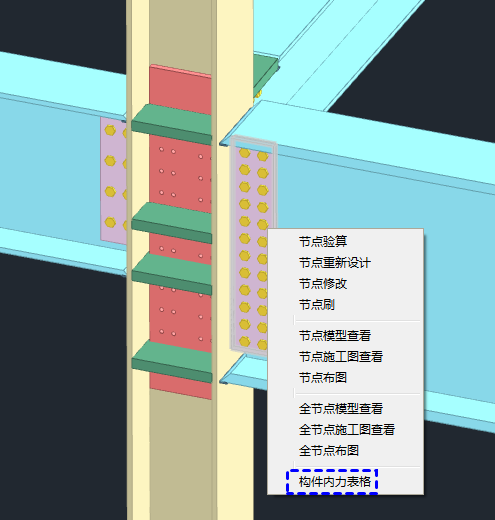 节点验算
节点重新设计
节点修改
节点刷
节点模型查看
节点施工图查看
节点布图
全节点模型查看
全节点施工图查看
全节点布图
构件内力表格